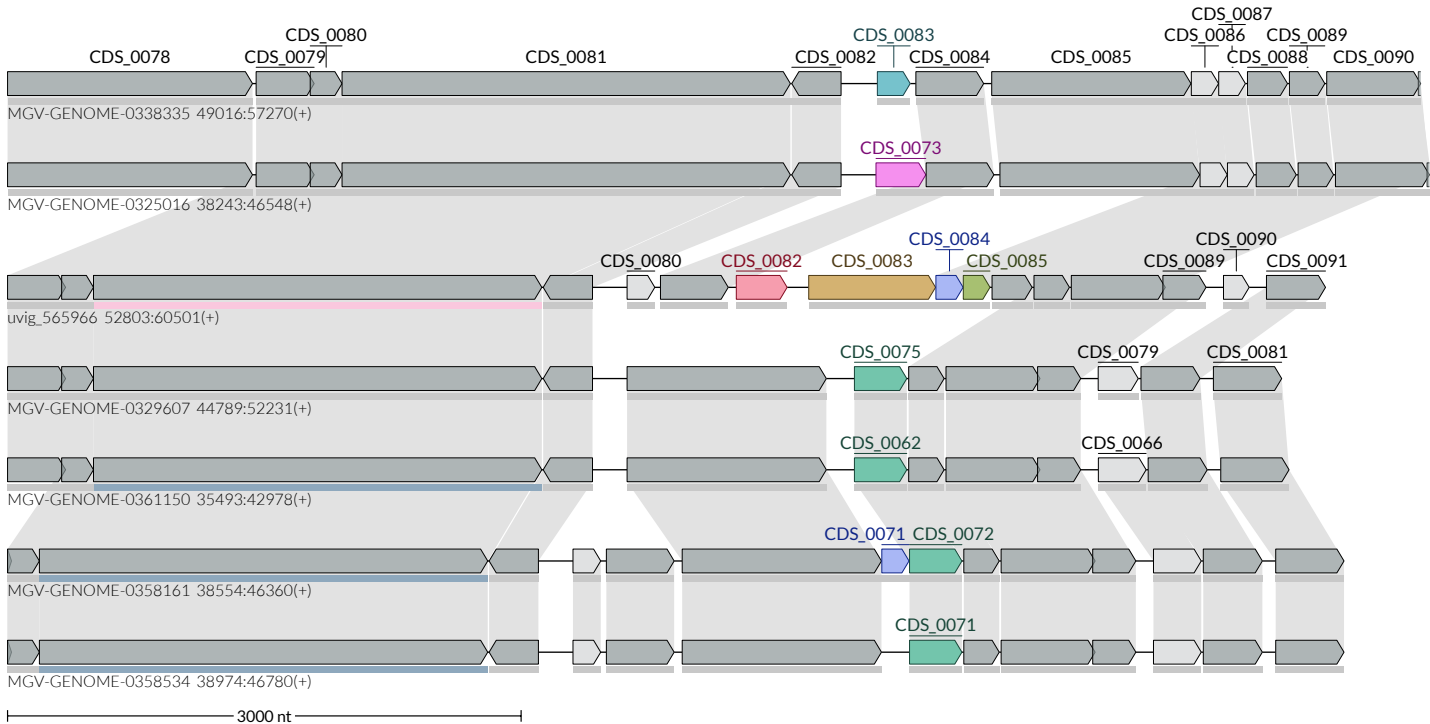 CDS_0087
CDS_0080 CDS_0083 CDS_0086 CDS_0089
CDS_0078 CDS_0079 CDS_0081 CDS_0082 CDS_0084 CDS_0085 CDS_0088 CDS_0090
MGV-GENOME-0338335 49016:57270(+)
CDS_0073
MGV-GENOME-0325016 38243:46548(+)
CDS_0084 CDS_0090
CDS_0080 CDS_0082 CDS_0083 CDS_0085 CDS_0089 CDS_0091
uvig_565966 52803:60501(+)
CDS_0075 CDS_0079 CDS_0081
MGV-GENOME-0329607 44789:52231(+)
CDS_0062 CDS_0066
MGV-GENOME-0361150 35493:42978(+)
CDS_0071 CDS_0072
MGV-GENOME-0358161 38554:46360(+)
CDS_0071
MGV-GENOME-0358534 38974:46780(+)
3000 nt